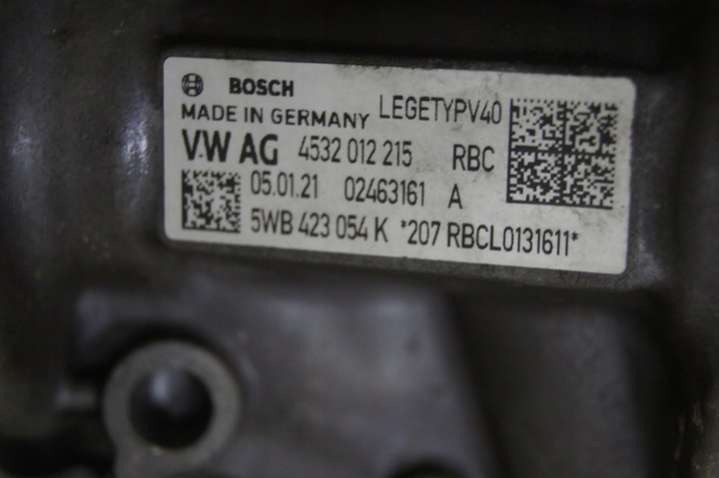 BOSCH
MADE IN GERMANY LEGETYPV40
V.W AG 4532 012 215 RBC
05.01.21 02463161 A
5WB 423 054 K *207 RBCL0131611*